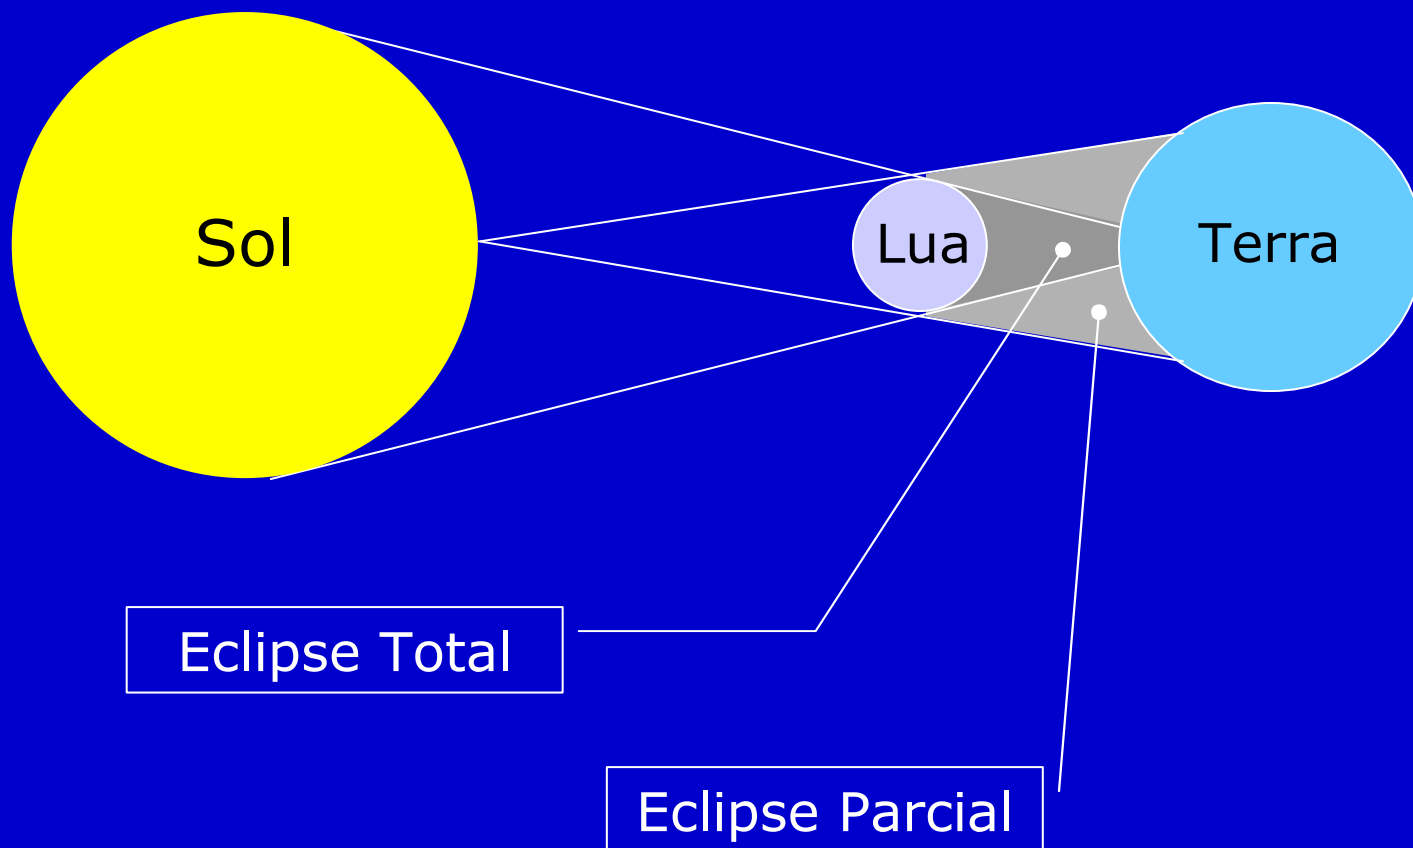 Sol
Lua
Terra
Eclipse Total
Eclipse Parcial